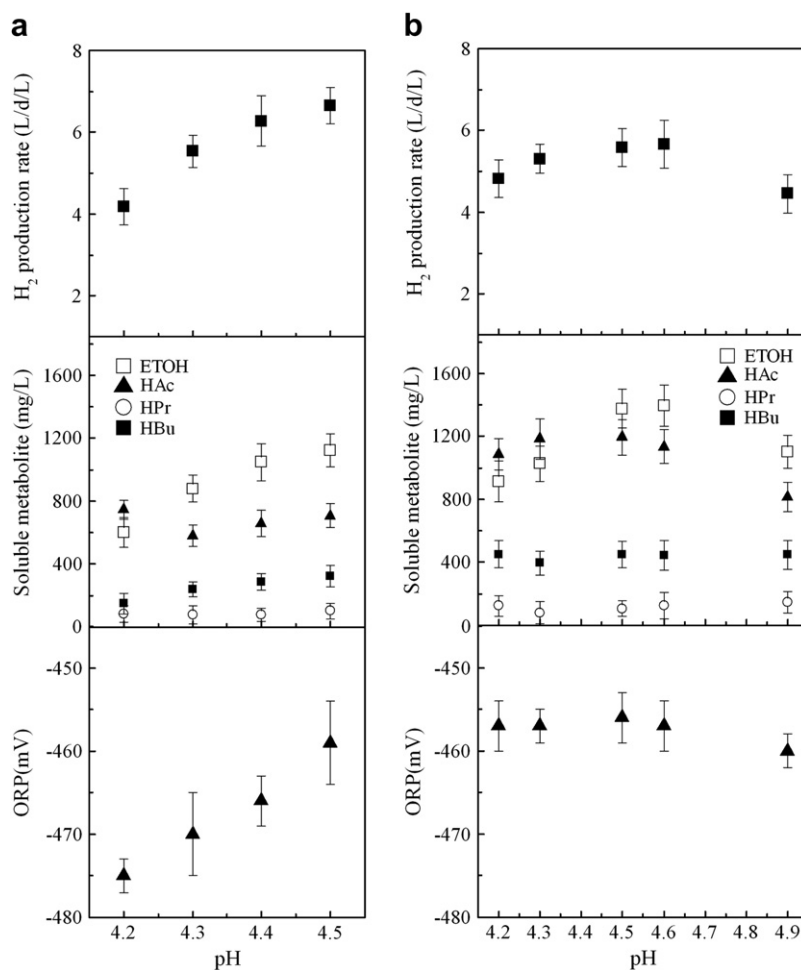 a
8
6
4
2
H2 production rate (L/d/L)
ETOH
HAc
HPr
HBu
1600
1200
800
400
0
Soluble metabolite (mg/L)
-450
-460
-470
-480
ORP(mV)
4.2 4.3 4.4 4.5
pH
b
8
6
4
2
H2 production rate (L/d/L)
ETOH
HAc
HPr
HBu
1600
1200
800
400
0
Soluble metabolite (mg/L)
-450
-460
-470
-480
ORP(mV)
4.2 4.3 4.4 4.5 4.6 4.7 4.8 4.9
pH